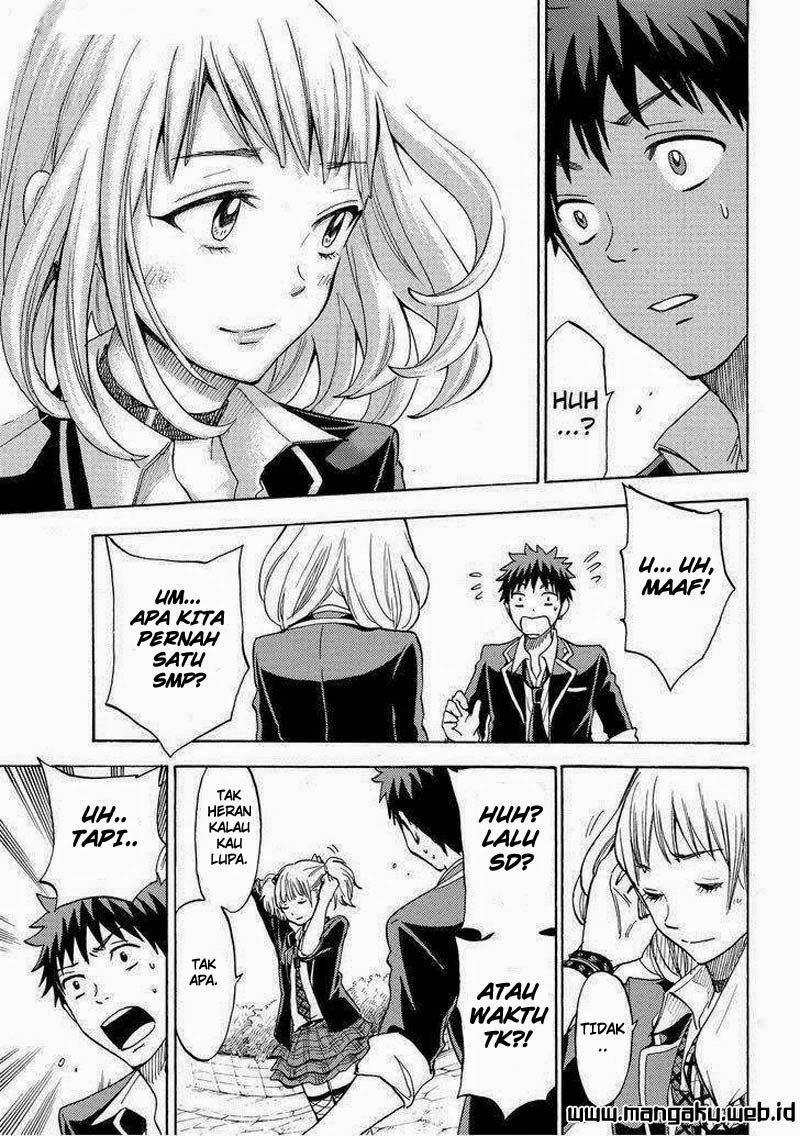 HUH
...?
U... UH,
MAAF!
UM...
APA KITA
PERNAH
SATU
SMP?
TIDAK
..
HUH?
LALU
SD?
ATAU
WAKTU
TK?!
TAK
HERAN
KALAU
KAU
LUPA.
TAK
APA.
UH..
TAPI..
www.mangaku.web.id